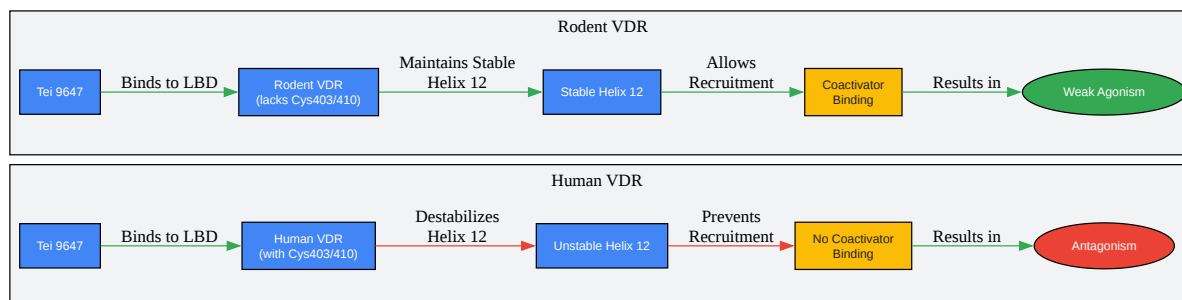 Rodent VDR
Tei 9647
Binds to LBD
Rodent VDR
(lacks Cys403/410)
Maintains Stable
Helix 12
Stable Helix 12
Allows
Recruitment
Coactivator
Binding
Results in
Weak Agonism
Human VDR
Tei 9647
Binds to LBD
Human VDR
(with Cys403/410)
Destabilizes
Helix 12
Unstable Helix 12
Prevents
Recruitment
No Coactivator
Binding
Results in
Antagonism